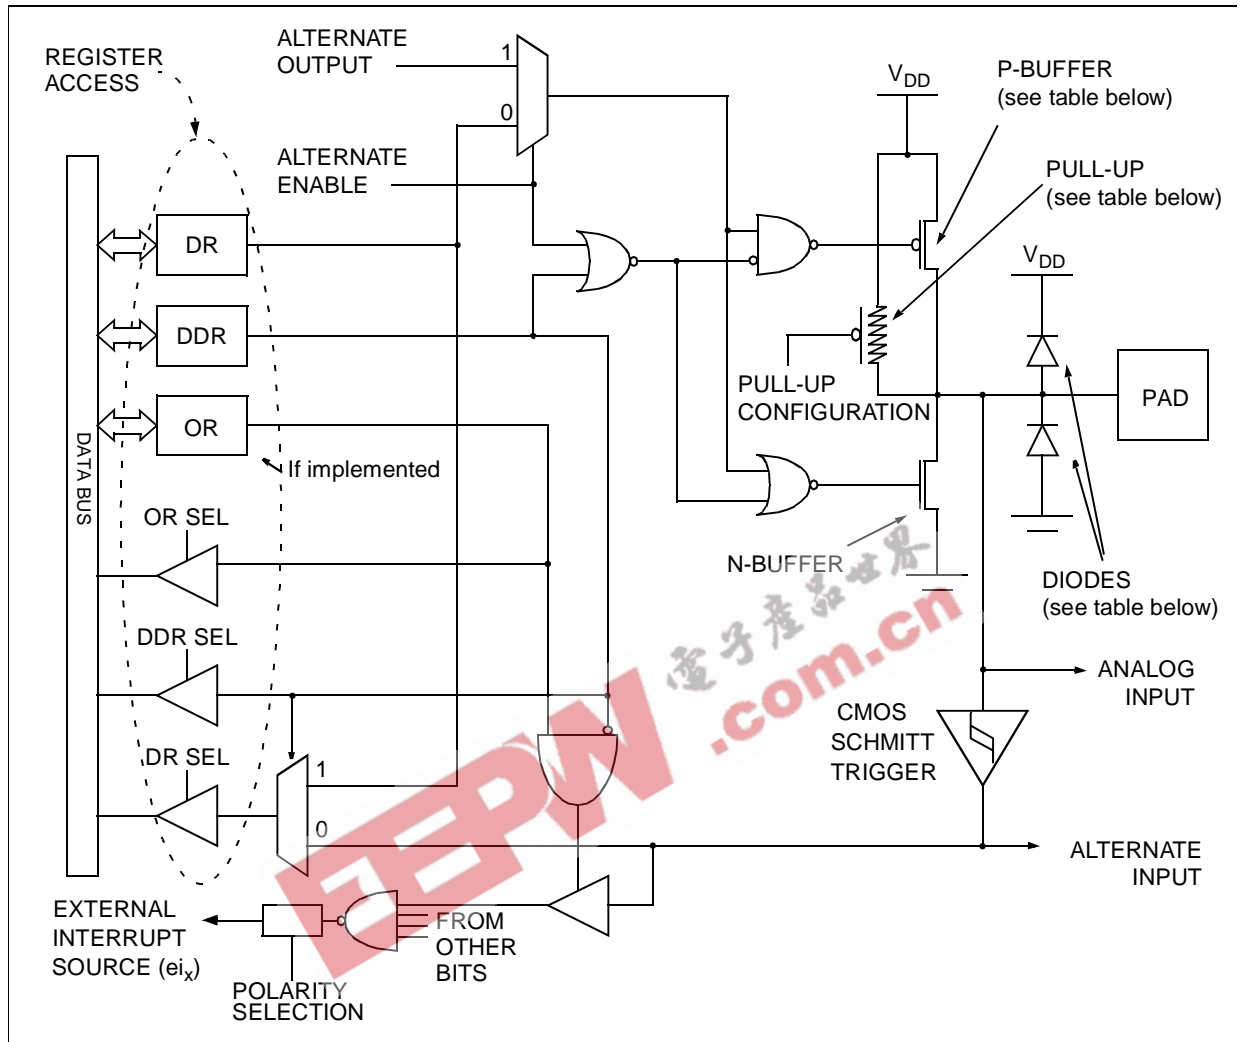 REGISTER
ACCESS
ALTERNATE
OUTPUT
1
0
ALTERNATE
ENABLE
VDD
P-BUFFER
(see table below)
PULL-UP
(see table below)
DR
DDR
OR
DATA BUS
If implemented
PULL-UP
CONFIGURATION
VDD
PAD
OR SEL
N-BUFFER
DIODES
(see table below)
DDR SEL
ANALOG
INPUT
CMOS
SCHMITT
TRIGGER
DR SEL
1
0
ALTERNATE
INPUT
EXTERNAL
INTERRUPT
SOURCE (eix)
FROM
OTHER
BITS
POLARITY
SELECTION
EEPW
電子產品世界
.com.cn